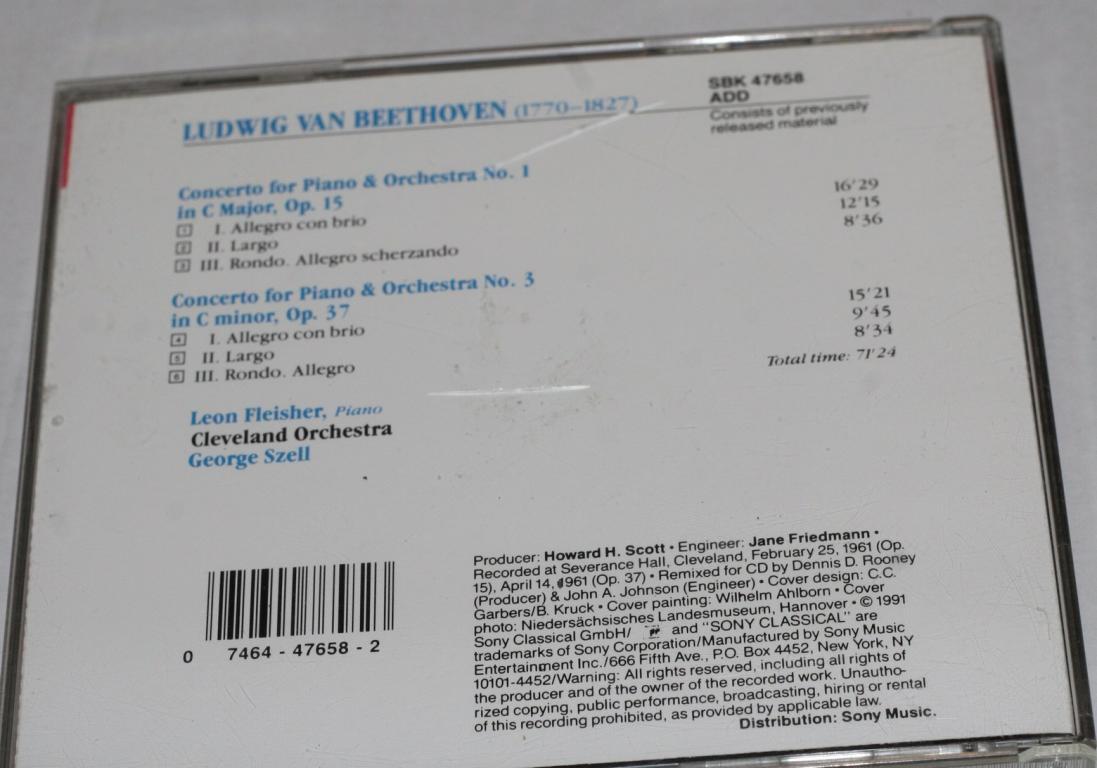 LUDWIG VAN BEETHOVEN (1770–1827)
SBK 47658
ADD
Consists of previously
released material
Concerto for Piano & Orchestra No. 1
in C Major, Op. 15
1 I. Allegro con brio 16'29
2 II. Largo 12'15
3 III. Rondo. Allegro scherzando 8'36
Concerto for Piano & Orchestra No. 3
in C minor, Op. 37
4 I. Allegro con brio 15'21
5 II. Largo 9'45
6 III. Rondo. Allegro 8'34
Total time: 71'24
Leon Fleisher, Piano
Cleveland Orchestra
George Szell
0 7464 - 47658 - 2
Producer: Howard H. Scott • Engineer: Jane Friedmann •
Recorded at Severance Hall, Cleveland, February 25, 1961 (Op.
15), April 14, 1961 (Op. 37) • Remixed for CD by Dennis D. Rooney
(Producer) & John A. Johnson (Engineer) • Cover design: C.C.
Garbers/B. Kruck • Cover painting: Wilhelm Ahlborn • Cover
photo: Niedersächsisches Landesmuseum, Hannover • © 1991
Sony Classical GmbH/ and "SONY CLASSICAL" are
trademarks of Sony Corporation/Manufactured by Sony Music
Entertainment Inc./666 Fifth Ave., P.O. Box 4452, New York, NY
10101-4452/Warning: All rights reserved, including all rights of
the producer and of the owner of the recorded work. Unautho-
rized copying, public performance, broadcasting, hiring or rental
of this recording prohibited, as provided by applicable law.
Distribution: Sony Music.